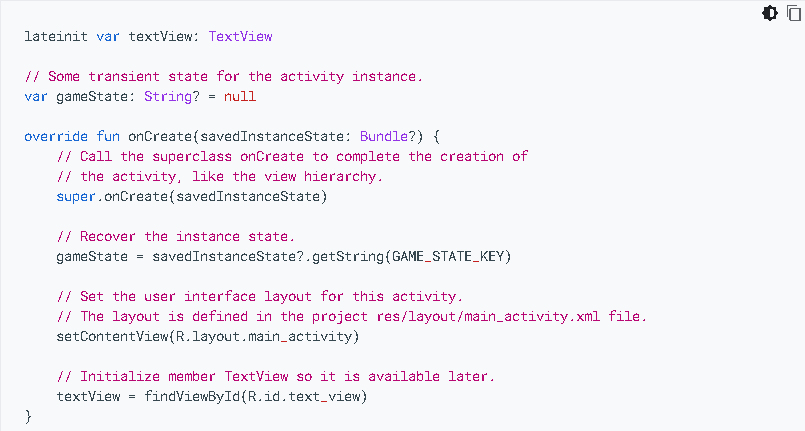 lateinit var textView: TextView
// Some transient state for the activity instance.
var gameState: String? = null
override fun onCreate(savedInstanceState: Bundle?) {
    // Call the superclass onCreate to complete the creation of
    // the activity, like the view hierarchy.
    super.onCreate(savedInstanceState)
    // Recover the instance state.
    gameState = savedInstanceState?.getString(GAME_STATE_KEY)
    // Set the user interface layout for this activity.
    // The layout is defined in the project res/layout/main_activity.xml file.
    setContentView(R.layout.main_activity)
    // Initialize member TextView so it is available later.
    textView = findViewById(R.id.text_view)
}